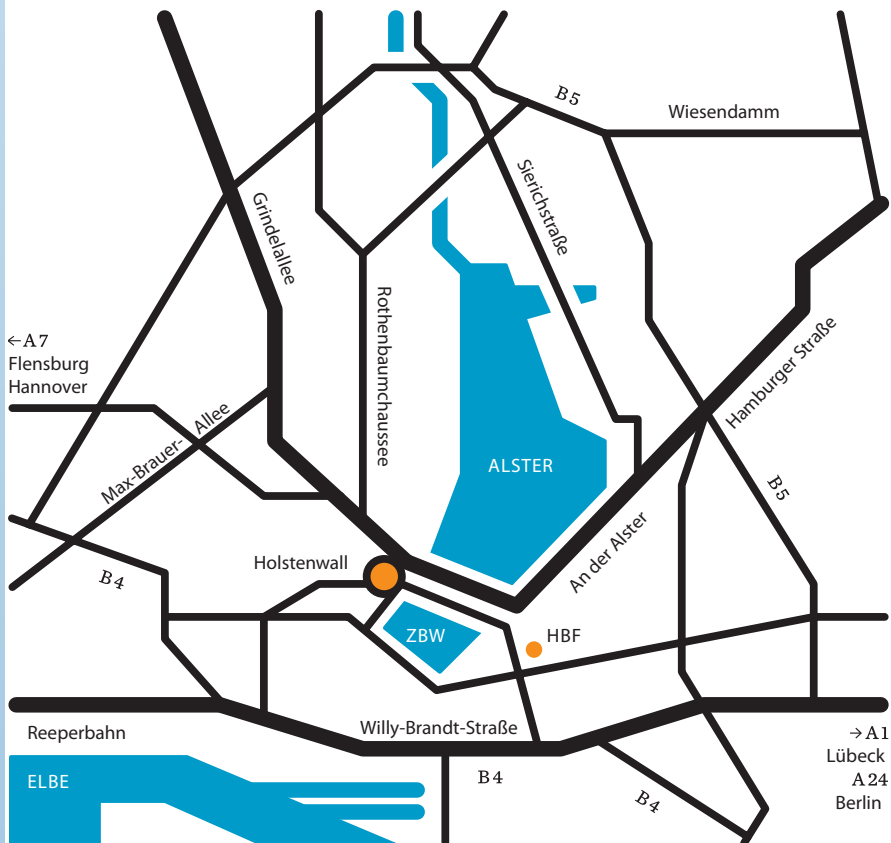 B5
Wiesendamm
Sierichstraße
Grindelallee
Rothenbaumchaussee
←A7
Flensburg
Hannover
Hamburger Straße
Max-Brauer- Allee
ALSTER
B5
An der Alster
Holstenwall
B4
ZBW
HBF
Reeperbahn
Willy-Brandt-Straße
→A1
Lübeck
A24
Berlin
ELBE
B4
B4